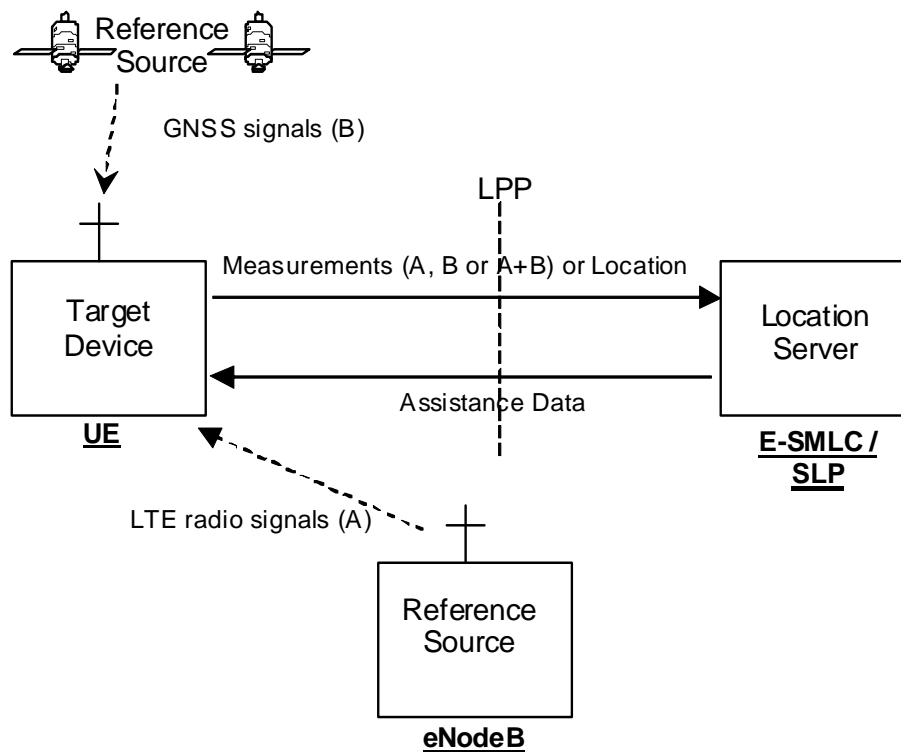 Reference
Source
GNSS signals (B)
LPP
Measurements (A, B or A+B) or Location
Target
Device
Location
Server
Assistance Data
UE
E-SMLC /
SLP
LTE radio signals (A)
Reference
Source
eNodeB